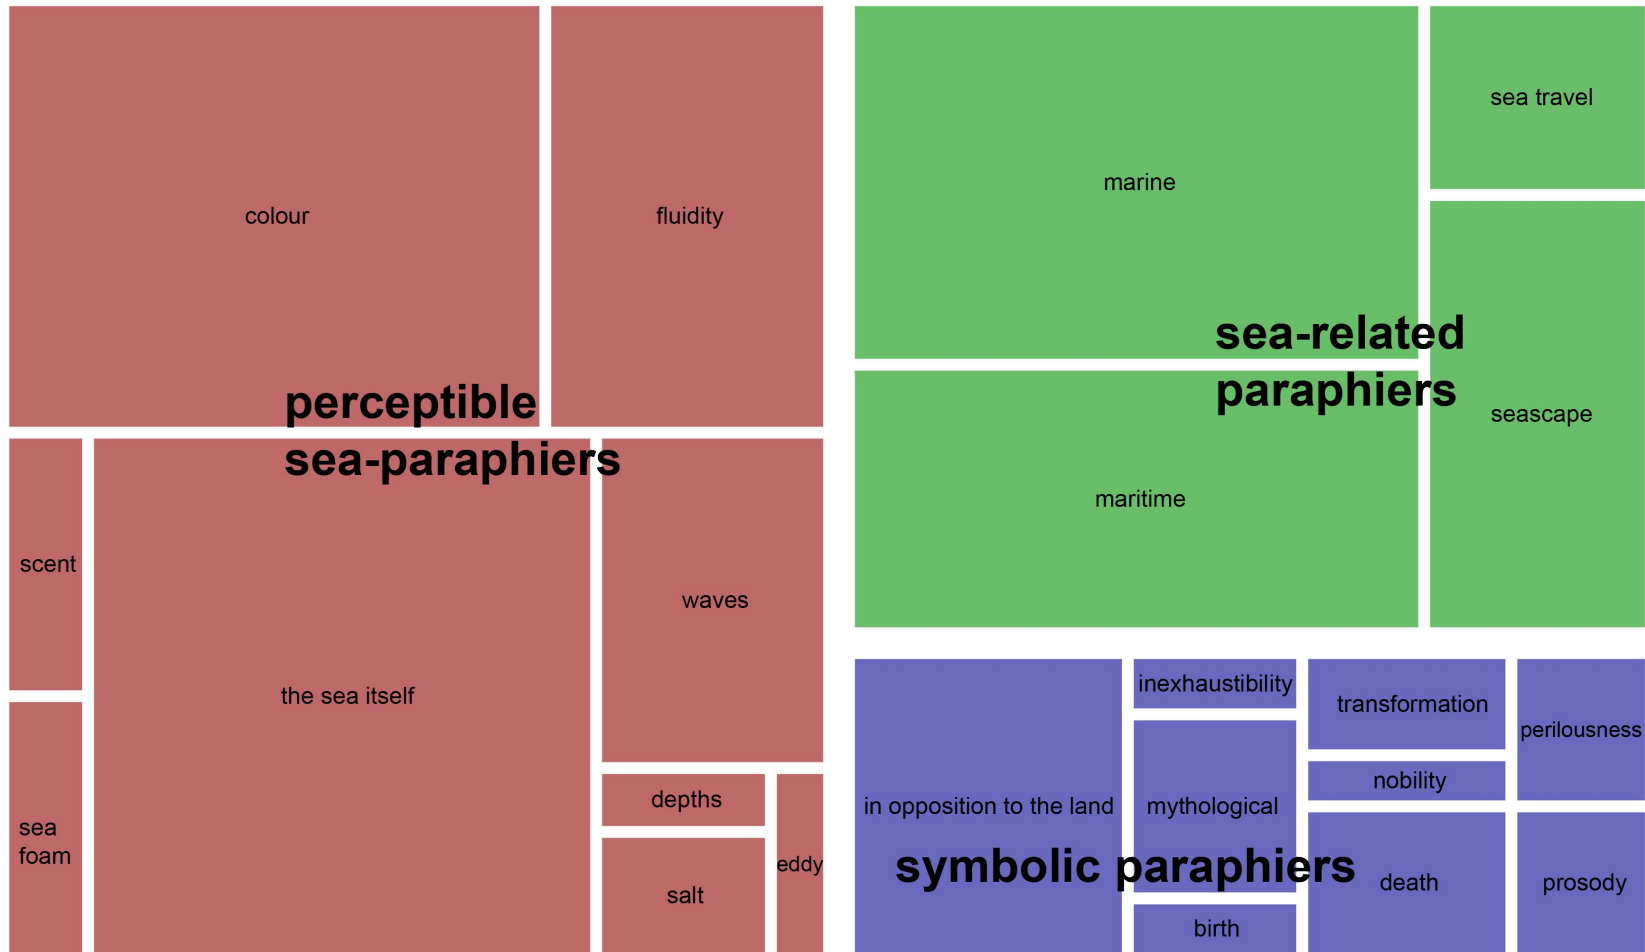 colour
fluidity
perceptible
sea-paraphiers
scent
the sea itself
waves
sea
foam
depths
salt
eddy
marine
sea travel
sea-related
paraphiers
maritime
seascape
in opposition to the land
inexhaustibility
mythological
birth
transformation
nobility
death
perilousness
prosody
symbolic paraphiers